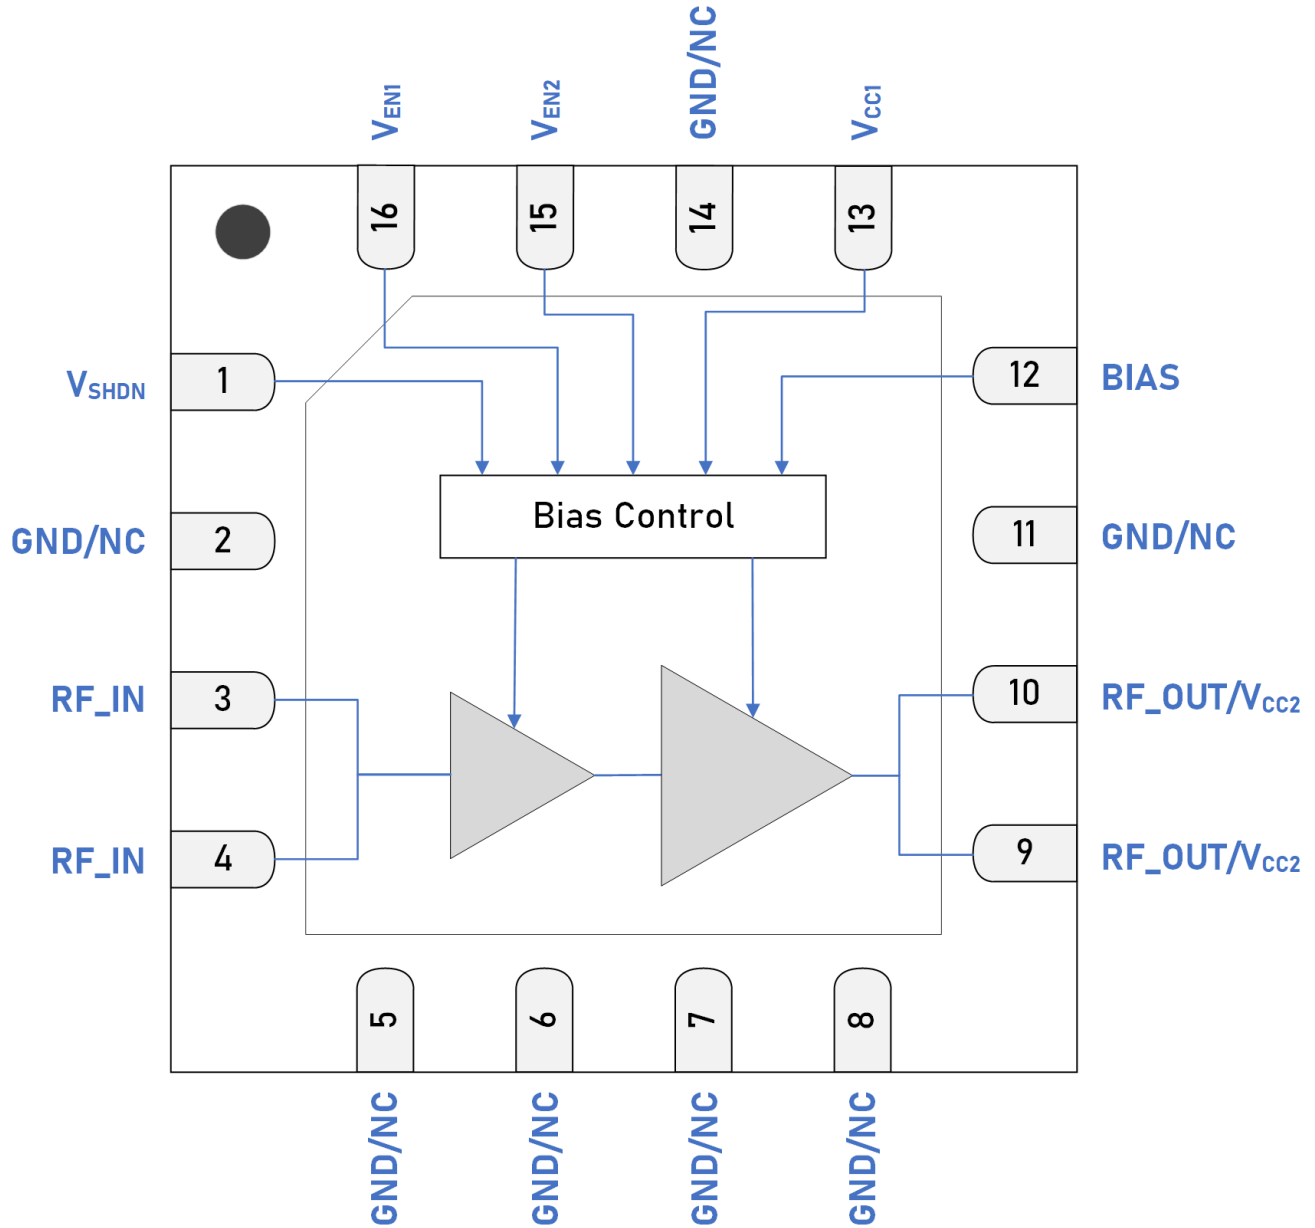 GND/NC
VEN1
VEN2
VCC1
16
15
14
13
VSHDN
1
12
BIAS
Bias Control
GND/NC
2
11
GND/NC
RF_IN
3
10
RF_OUT/VCC2
RF_IN
4
9
RF_OUT/VCC2
5
6
7
8
GND/NC
GND/NC
GND/NC
GND/NC